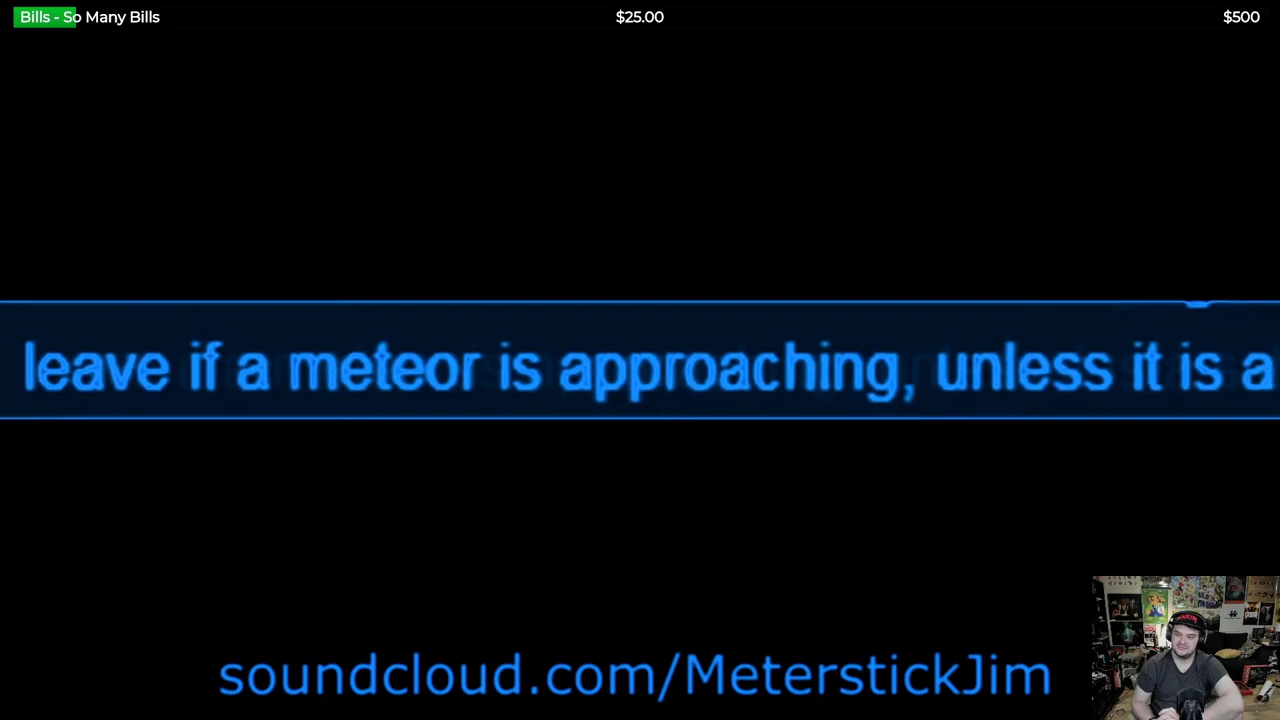 Bills - So Many Bills $25.00 $500
leave if a meteor is approaching, unless it is a
soundcloud.com/MeterstickJim